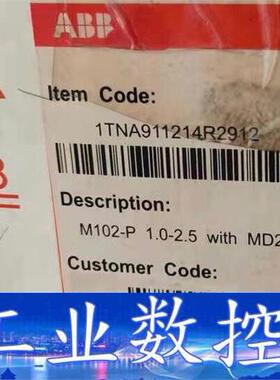 ABB
Item Code:
1TNA911214R2912
Description:
M102-P 1.0-2.5 with MD2
Customer Code:
工业数控